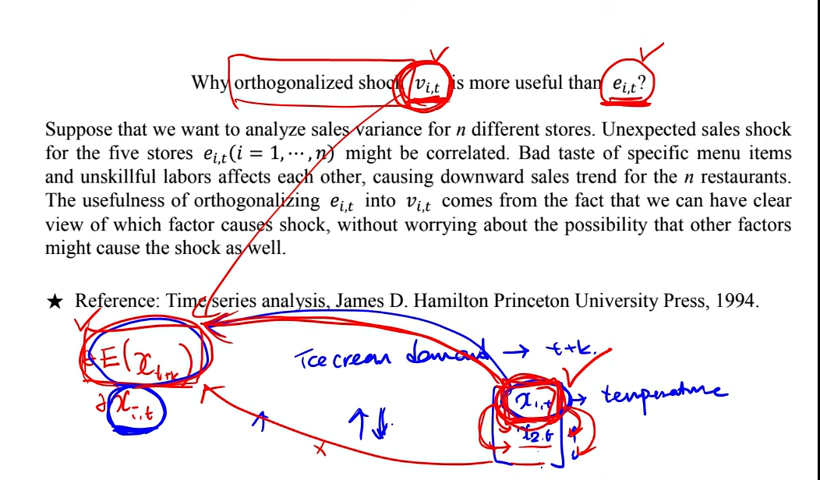 Why orthogonalized shock v_{i,t} is more useful than e_{i,t}?
Suppose that we want to analyze sales variance for n different stores. Unexpected sales shock
for the five stores e_{i,t}(i = 1, ⋯, n) might be correlated. Bad taste of specific menu items
and unskillful labors affects each other, causing downward sales trend for the n restaurants.
The usefulness of orthogonalizing e_{i,t} into v_{i,t} comes from the fact that we can have clear
view of which factor causes shock, without worrying about the possibility that other factors
might cause the shock as well.
★ Reference: Time series analysis, James D. Hamilton Princeton University Press, 1994.
∂E(x_{t+k})
∂x_{i,t}
Ice cream demand → t+k.
x_{1,t} → temperature
x_{2,t}